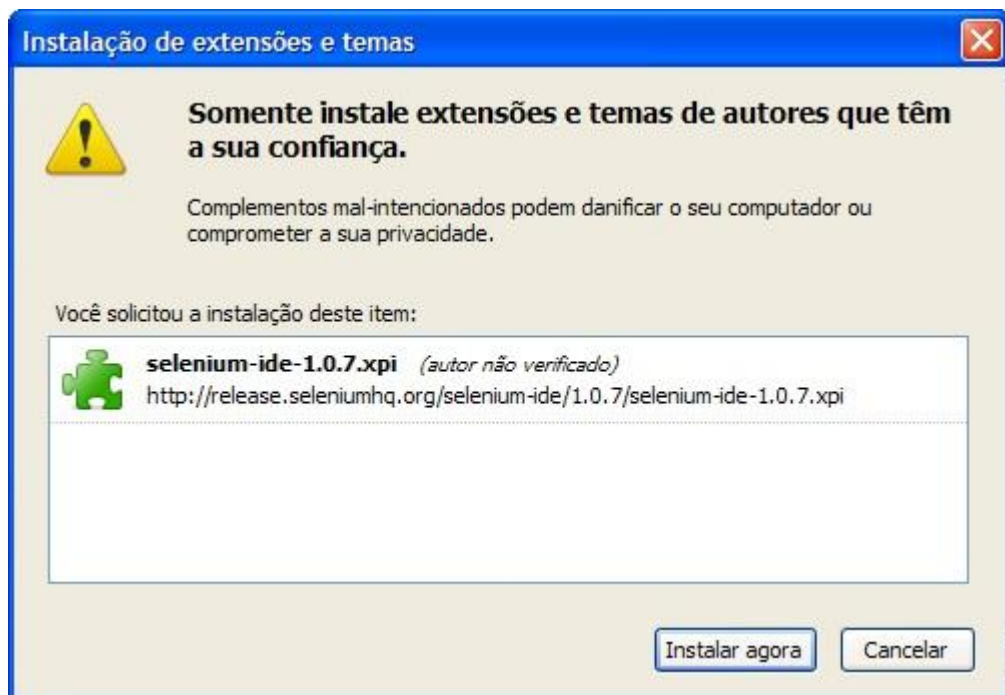 Instalação de extensões e temas
Somente instale extensões e temas de autores que têm
a sua confiança.
Complementos mal-intencionados podem danificar o seu computador ou
comprometer a sua privacidade.
Você solicitou a instalação deste item:
selenium-ide-1.0.7.xpi (autor não verificado)
http://release.seleniumhq.org/selenium-ide/1.0.7/selenium-ide-1.0.7.xpi
Instalar agora Cancelar